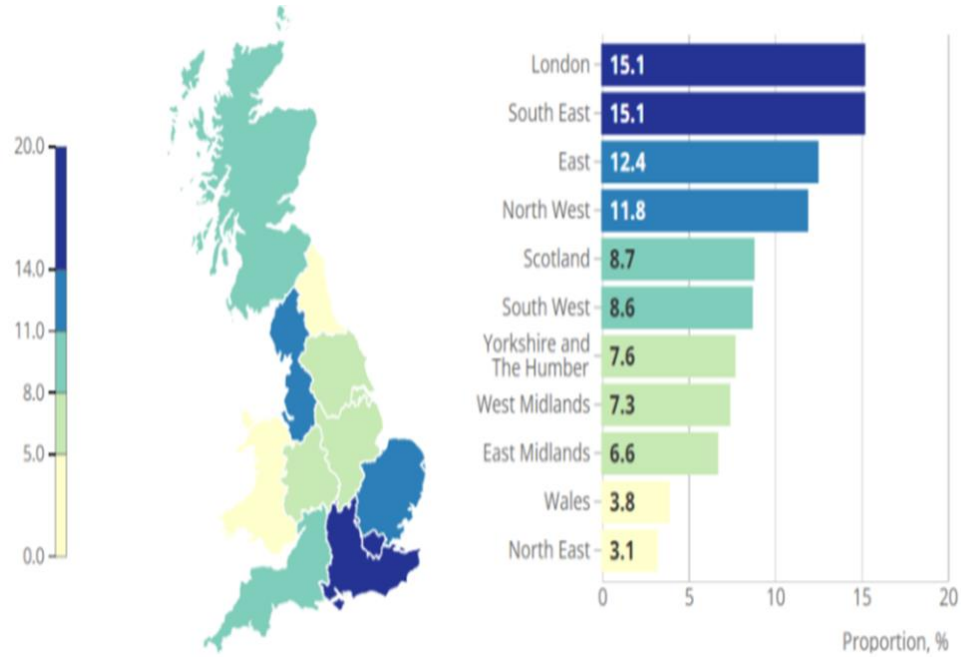 20.0
14.0
11.0
8.0
5.0
0.0
London 15.1
South East 15.1
East 12.4
North West 11.8
Scotland 8.7
South West 8.6
Yorkshire and
The Humber 7.6
West Midlands 7.3
East Midlands 6.6
Wales 3.8
North East 3.1
0 5 10 15 20
Proportion, %